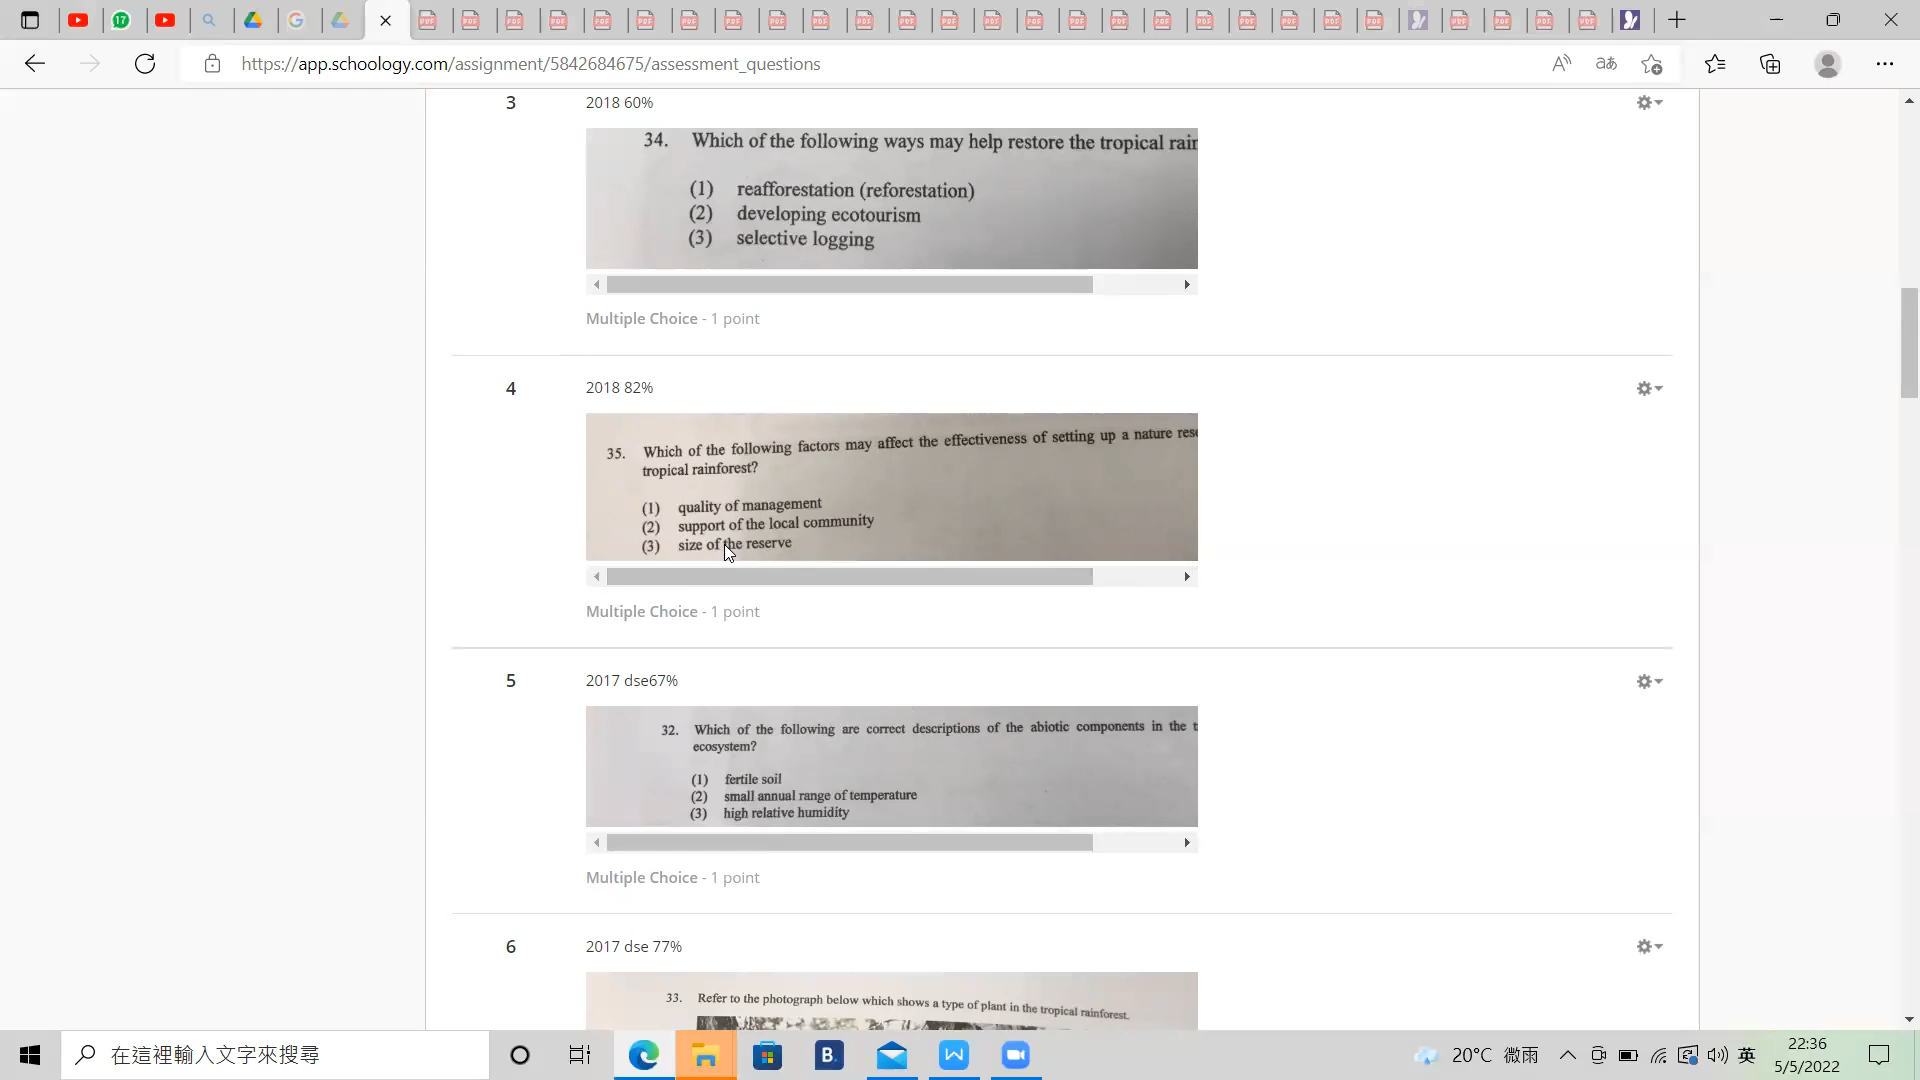 https://app.schoology.com/assignment/5842684675/assessment_questions
3
2018 60%
34. Which of the following ways may help restore the tropical rain
(1) reafforestation (reforestation)
(2) developing ecotourism
(3) selective logging
Multiple Choice - 1 point
4
2018 82%
35. Which of the following factors may affect the effectiveness of setting up a nature rese
tropical rainforest?
(1) quality of management
(2) support of the local community
(3) size of the reserve
Multiple Choice - 1 point
5
2017 dse67%
32. Which of the following are correct descriptions of the abiotic components in the t
ecosystem?
(1) fertile soil
(2) small annual range of temperature
(3) high relative humidity
Multiple Choice - 1 point
6
2017 dse 77%
33. Refer to the photograph below which shows a type of plant in the tropical rainforest.
在這裡輸入文字來搜尋
20°C 微雨
英
22:36
5/5/2022